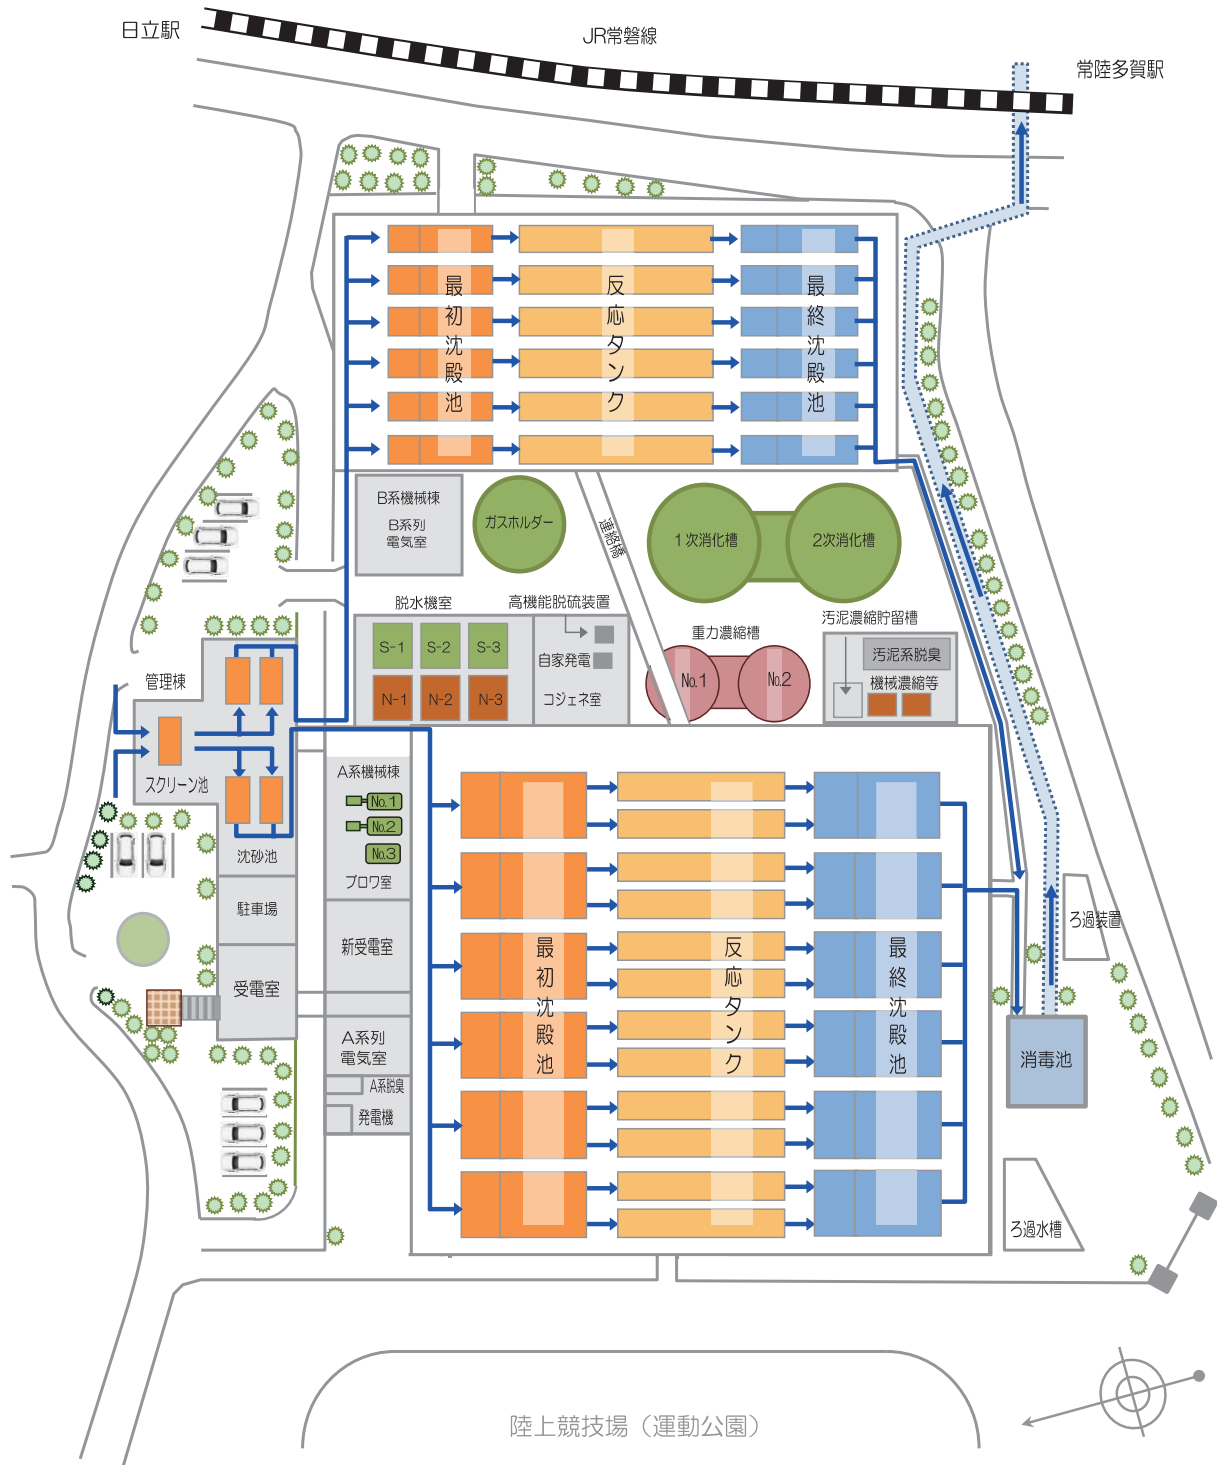 日立駅
JR常磐線
常陸多賀駅
最初沈殿池
反応タンク
最終沈殿池
B系機械棟
B系列
電気室
ガスホルダー
連絡橋
1次消化槽
2次消化槽
脱水機室
高機能脱硫装置
S-1
S-2
S-3
N-1
N-2
N-3
自家発電
コジェネ室
重力濃縮槽
No.1
No.2
汚泥濃縮貯留槽
汚泥系脱臭
機械濃縮等
管理棟
スクリーン池
沈砂池
駐車場
受電室
A系機械棟
No.1
No.2
No.3
ブロワ室
新受電室
A系列
電気室
A系脱臭
発電機
最初沈殿池
反応タンク
最終沈殿池
ろ過装置
消毒池
ろ過水槽
陸上競技場（運動公園）